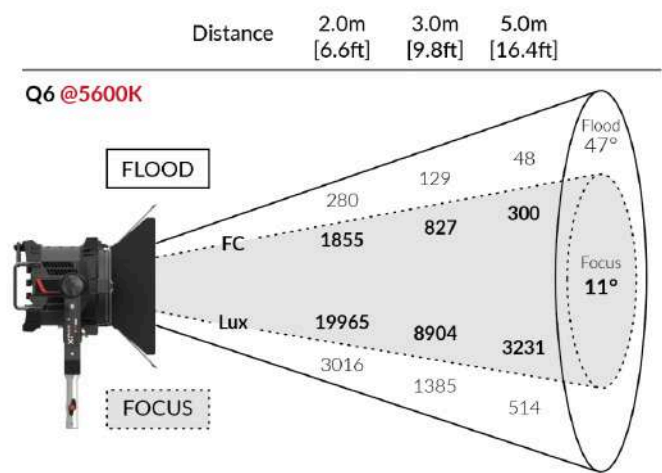 Distance 2.0m 3.0m 5.0m
[6.6ft] [9.8ft] [16.4ft]
Q6 @5600K
Flood
47°
FLOOD
280 129 48
FC 1855 827 300
Focus
11°
Lux 19965 8904 3231
3016 1385 514
FOCUS